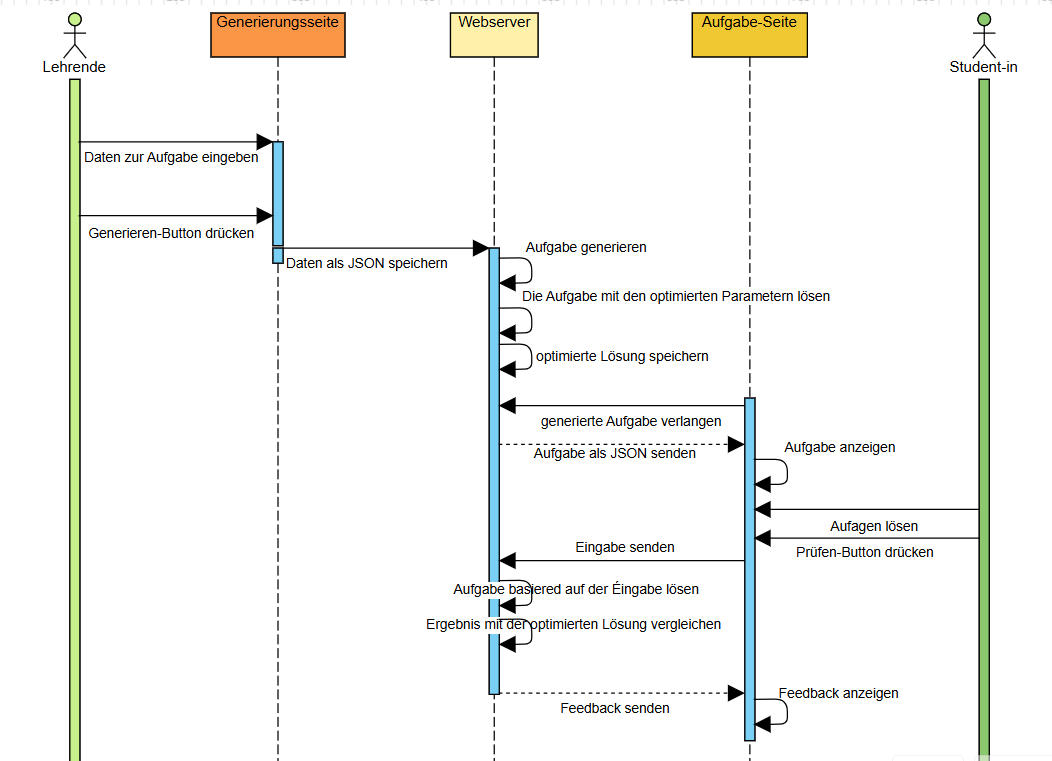 Generierungsseite
Webserver
Aufgabe-Seite
Lehrende
Student-in
Daten zur Aufgabe eingeben
Generieren-Button drücken
Aufgabe generieren
Daten als JSON speichern
Die Aufgabe mit den optimierten Parametern lösen
optimierte Lösung speichern
generierte Aufgabe verlangen
Aufgabe anzeigen
Aufgabe als JSON senden
Aufagen lösen
Eingabe senden
Prüfen-Button drücken
Aufgabe basiered auf der Éingabe lösen
Ergebnis mit der optimierten Lösung vergleichen
Feedback anzeigen
Feedback senden